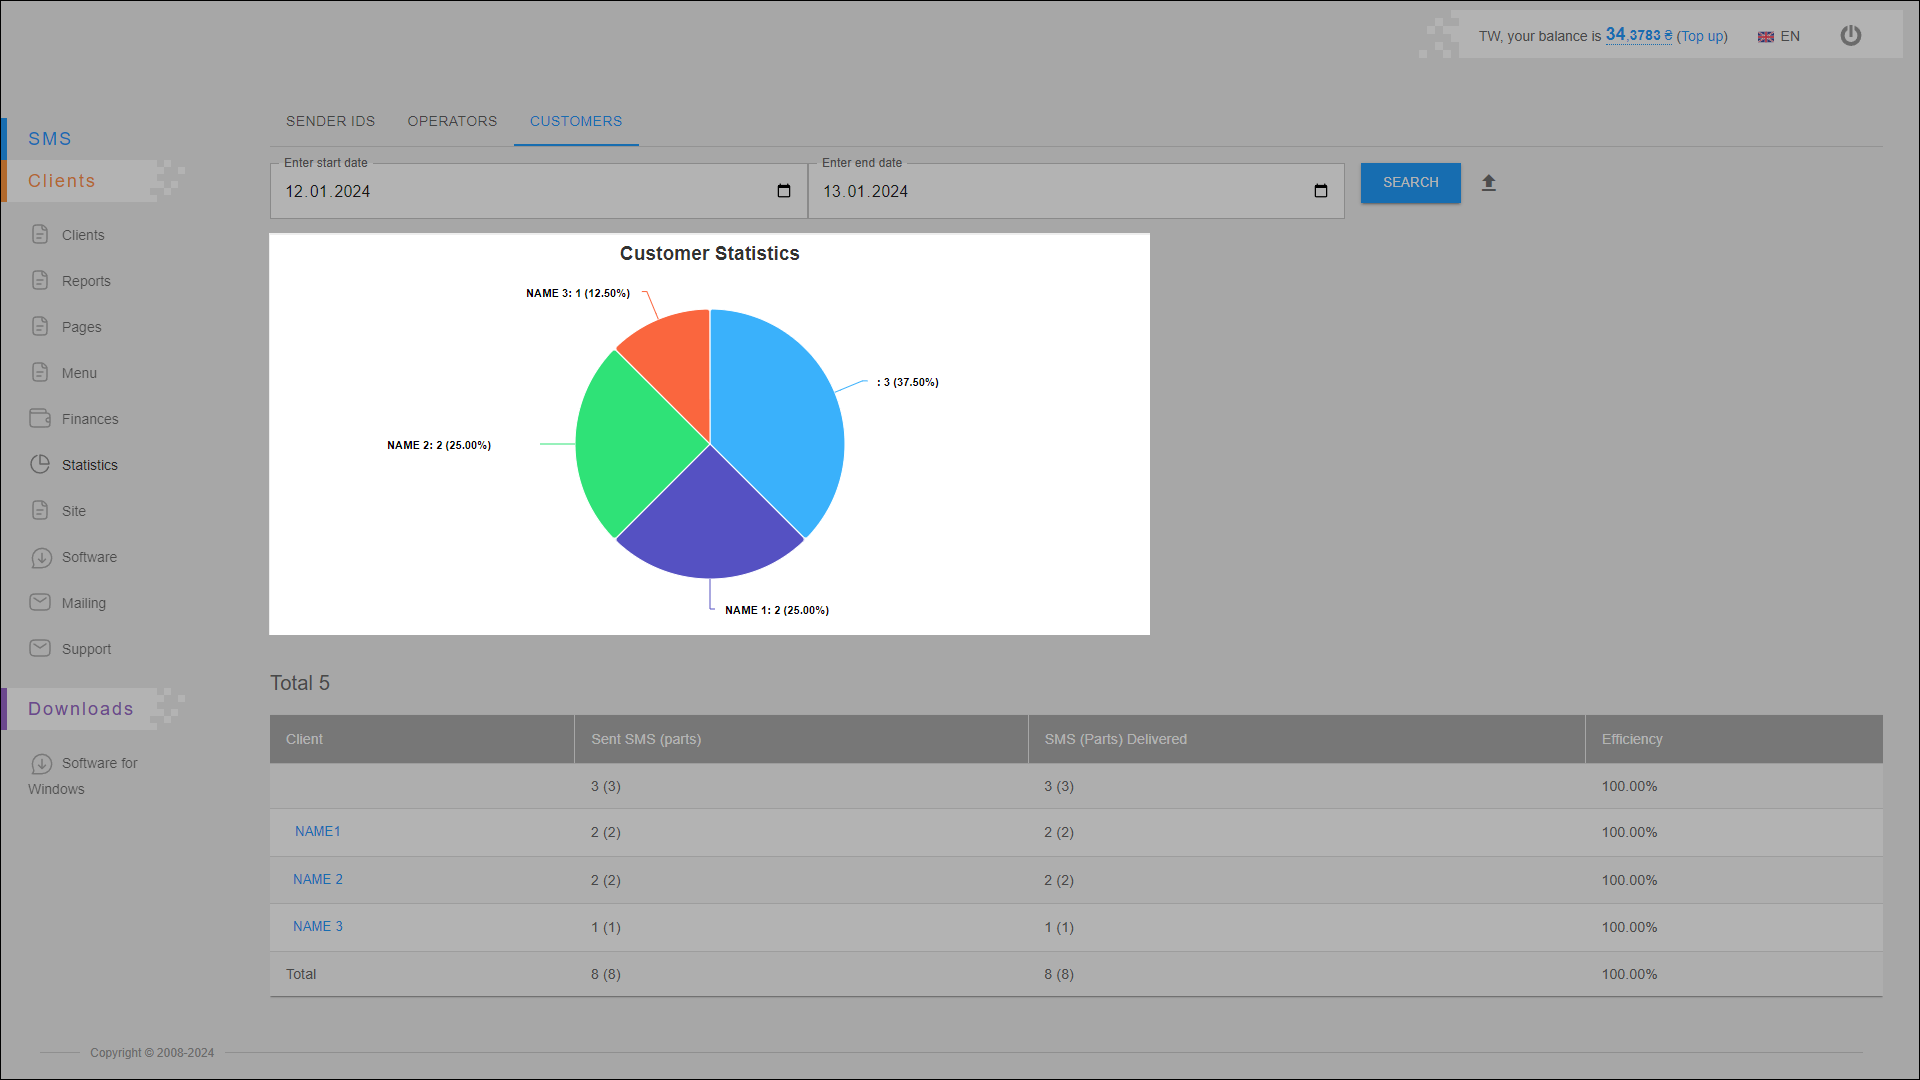 TW, your balance is 34.3783 ₴ (Top up) EN
SENDER IDS OPERATORS CUSTOMERS
SMS
Clients
Clients
Reports
Pages
Menu
Finances
Statistics
Site
Software
Mailing
Support
Downloads
Software for
Windows
Enter start date Enter end date
12.01.2024 13.01.2024 SEARCH
Customer Statistics
NAME 3: 1 (12.50%)
: 3 (37.50%)
NAME 2: 2 (25.00%)
NAME 1: 2 (25.00%)
Total 5
Client Sent SMS (parts) SMS (Parts) Delivered Efficiency
3 (3) 3 (3) 100.00%
NAME1 2 (2) 2 (2) 100.00%
NAME 2 2 (2) 2 (2) 100.00%
NAME 3 1 (1) 1 (1) 100.00%
Total 8 (8) 8 (8) 100.00%
Copyright © 2008-2024